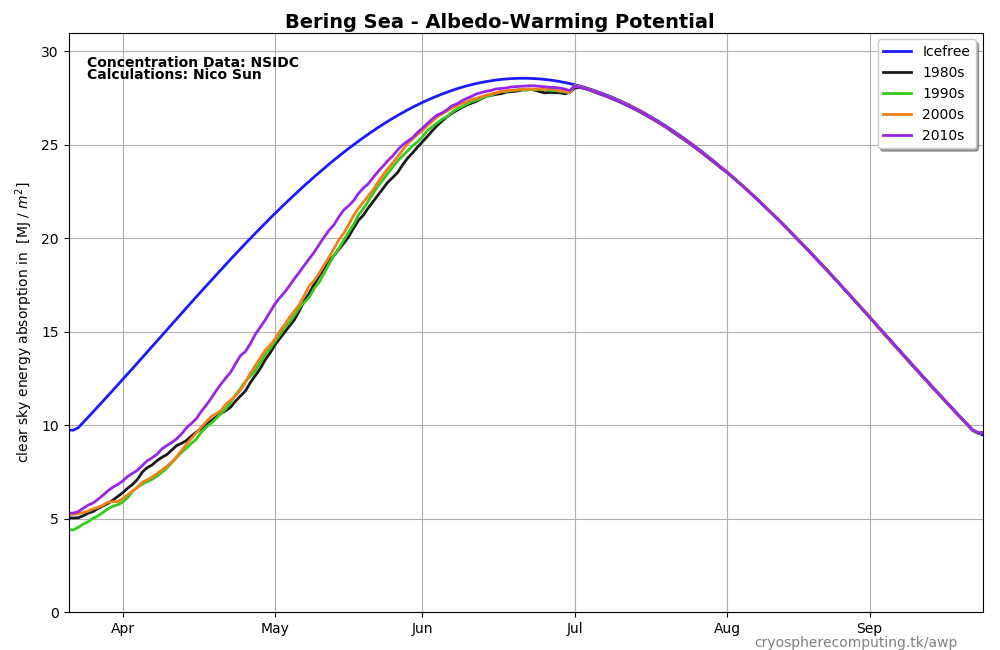 Bering Sea - Albedo-Warming Potential
Concentration Data: NSIDC
Calculations: Nico Sun
Icefree
1980s
1990s
2000s
2010s
clear sky energy absorption in [MJ / m²]
30
25
20
15
10
5
0
Apr May Jun Jul Aug Sep
cryospherecomputing.tk/awp